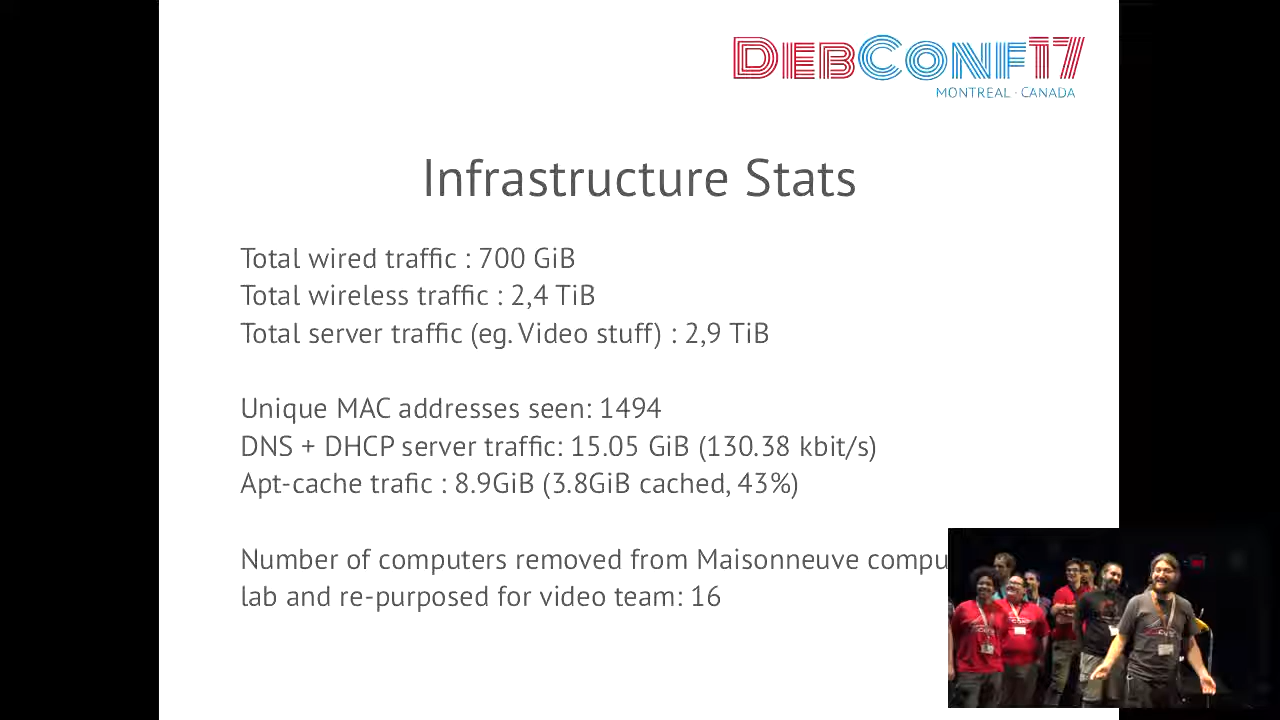 DEBCONF17
MONTREAL · CANADA
Infrastructure Stats
Total wired traffic : 700 GiB
Total wireless traffic : 2,4 TiB
Total server traffic (eg. Video stuff) : 2,9 TiB
Unique MAC addresses seen: 1494
DNS + DHCP server traffic: 15.05 GiB (130.38 kbit/s)
Apt-cache trafic : 8.9GiB (3.8GiB cached, 43%)
Number of computers removed from Maisonneuve compu
lab and re-purposed for video team: 16